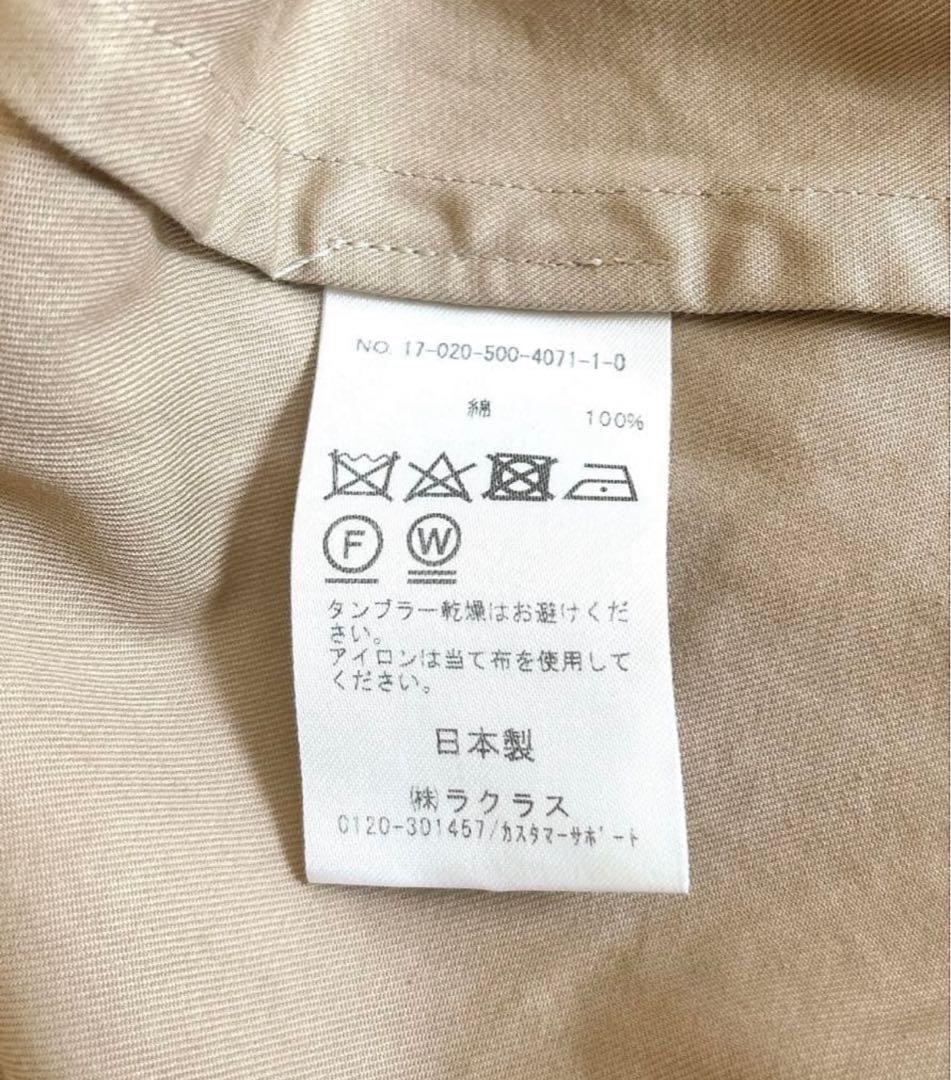 NO. 17-020-500-4071-1-0
綿 100%
F W
タンブラー乾燥はお避けくだ
さい。
アイロンは当て布を使用して
ください。
日本製
㈱ラクラス
0120-301457/ｶｽﾀﾏｰｻﾎﾟｰﾄ